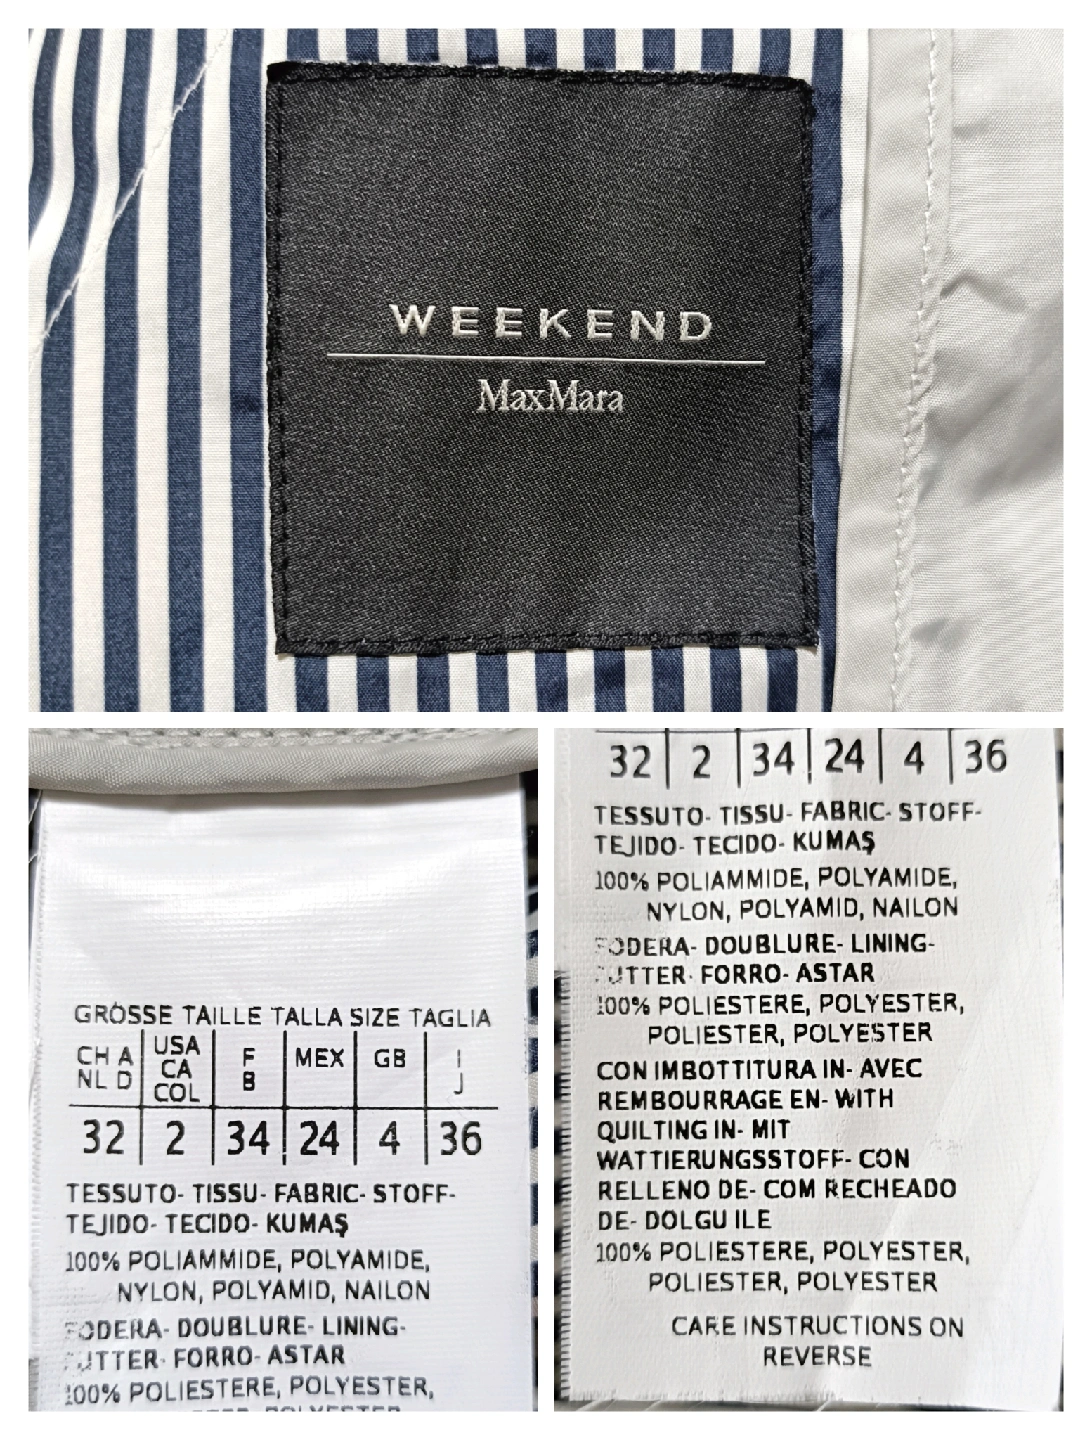 WEEKEND
MaxMara
GRÖSSE TAILLE TALLA SIZE TAGLIA
CH A USA F MEX GB I
NL D CA B J
COL
32 2 34 24 4 36
TESSUTO- TISSU- FABRIC- STOFF-
TEJIDO- TECIDO- KUMAŞ
100% POLIAMMIDE, POLYAMIDE,
NYLON, POLYAMID, NAILON
FODERA- DOUBLURE- LINING-
FUTTER- FORRO- ASTAR
100% POLIESTERE, POLYESTER,
32 2 34 24 4 36
TESSUTO- TISSU- FABRIC- STOFF-
TEJIDO- TECIDO- KUMAŞ
100% POLIAMMIDE, POLYAMIDE,
NYLON, POLYAMID, NAILON
FODERA- DOUBLURE- LINING-
FUTTER- FORRO- ASTAR
100% POLIESTERE, POLYESTER,
POLIESTER, POLYESTER
CON IMBOTTITURA IN- AVEC
REMBOURRAGE EN- WITH
QUILTING IN- MIT
WATTIERUNGSSTOFF- CON
RELLENO DE- COM RECHEADO
DE- DOLGU ILE
100% POLIESTERE, POLYESTER,
POLIESTER, POLYESTER
CARE INSTRUCTIONS ON
REVERSE